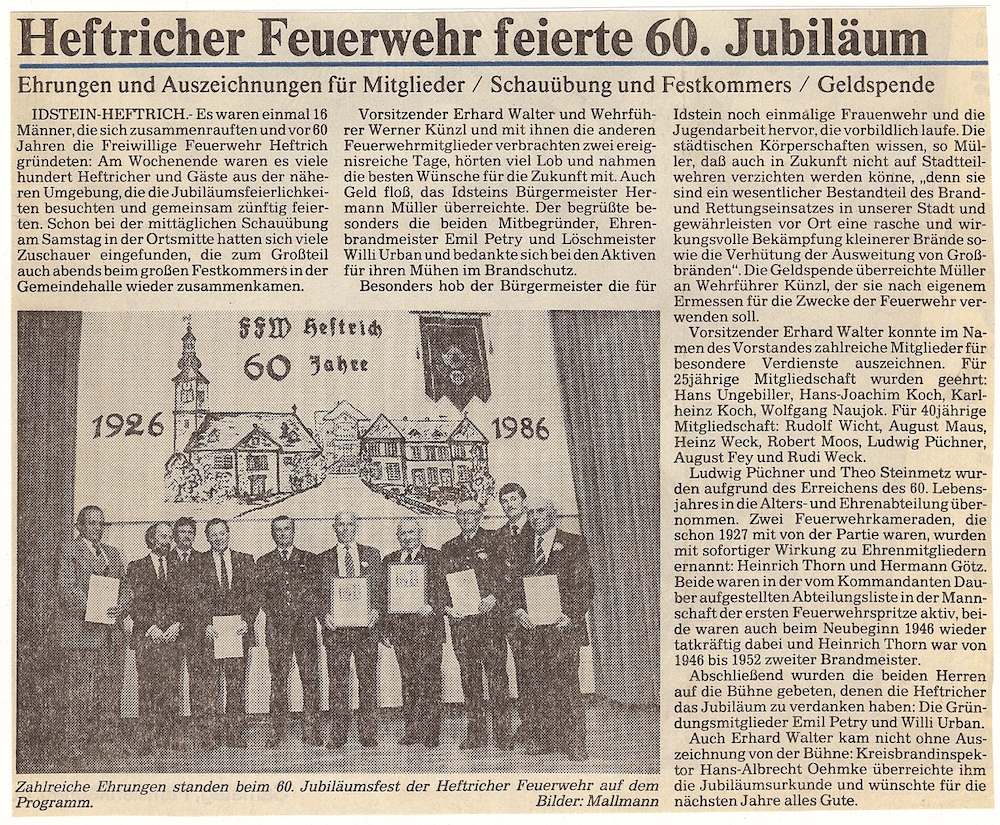 Heftricher Feuerwehr feierte 60. Jubiläum
Ehrungen und Auszeichnungen für Mitglieder / Schauübung und Festkommers / Geldspende
IDSTEIN-HEFTRICH.- Es waren einmal 16
Männer, die sich zusammenrauften und vor 60
Jahren die Freiwillige Feuerwehr Heftrich
gründeten: Am Wochenende waren es viele
hundert Heftricher und Gäste aus der nähe-
ren Umgebung, die die Jubiläumsfeierlichkei-
ten besuchten und gemeinsam zünftig feier-
ten. Schon bei der mittäglichen Schauübung
am Samstag in der Ortsmitte hatten sich viele
Zuschauer eingefunden, die zum Großteil
auch abends beim großen Festkommers in der
Gemeindehalle wieder zusammenkamen.
Vorsitzender Erhard Walter und Wehrfüh-
rer Werner Künzl und mit ihnen die anderen
Feuerwehrmitglieder verbrachten zwei ereig-
nisreiche Tage, hörten viel Lob und nahmen
die besten Wünsche für die Zukunft mit. Auch
Geld floß, das Idsteins Bürgermeister Her-
mann Müller überreichte. Der begrüßte be-
sonders die beiden Mitbegründer, Ehren-
brandmeister Emil Petry und Löschmeister
Willi Urban und bedankte sich bei den Aktiven
für ihren Mühen im Brandschutz.
Besonders hob der Bürgermeister die für
Idstein noch einmalige Frauenwehr und die
Jugendarbeit hervor, die vorbildlich laufe. Die
städtischen Körperschaften wissen, so Mül-
ler, daß auch in Zukunft nicht auf Stadtteil-
wehren verzichten werden könne, „denn sie
sind ein wesentlicher Bestandteil des Brand-
und Rettungseinsatzes in unserer Stadt und
gewährleisten vor Ort eine rasche und wir-
kungsvolle Bekämpfung kleinerer Brände so-
wie die Verhütung der Ausweitung von Groß-
bränden“. Die Geldspende überreichte Müller
an Wehrführer Künzl, der sie nach eigenem
Ermessen für die Zwecke der Feuerwehr ver-
wenden soll.
Vorsitzender Erhard Walter konnte im Na-
men des Vorstandes zahlreiche Mitglieder für
besondere Verdienste auszeichnen. Für
25jährige Mitgliedschaft wurden geehrt:
Hans Ungebiller, Hans-Joachim Koch, Karl-
heinz Koch, Wolfgang Naujok. Für 40jährige
Mitgliedschaft: Rudolf Wicht, August Maus,
Heinz Weck, Robert Moos, Ludwig Püchner,
August Fey und Rudi Weck.
Ludwig Püchner und Theo Steinmetz wur-
den aufgrund des Erreichens des 60. Lebens-
jahres in die Alters- und Ehrenabteilung über-
nommen. Zwei Feuerwehrkameraden, die
schon 1927 mit von der Partie waren, wurden
mit sofortiger Wirkung zu Ehrenmitgliedern
ernannt: Heinrich Thorn und Hermann Götz.
Beide waren in der vom Kommandanten Dau-
ber aufgestellten Abteilungsliste in der Mann-
schaft der ersten Feuerwehrspritze aktiv, bei-
de waren auch beim Neubeginn 1946 wieder
tatkräftig dabei und Heinrich Thorn war von
1946 bis 1952 zweiter Brandmeister.
Abschließend wurden die beiden Herren
auf die Bühne gebeten, denen die Heftricher
das Jubiläum zu verdanken haben: Die Grün-
dungsmitglieder Emil Petry und Willi Urban.
Auch Erhard Walter kam nicht ohne Aus-
zeichnung von der Bühne: Kreisbrandinspek-
tor Hans-Albrecht Oehmke überreichte ihm
die Jubiläumsurkunde und wünschte für die
nächsten Jahre alles Gute.
FFW Heftrich
60 Jahre
1926 1986
Zahlreiche Ehrungen standen beim 60. Jubiläumsfest der Heftricher Feuerwehr auf dem
Programm. Bilder: Mallmann